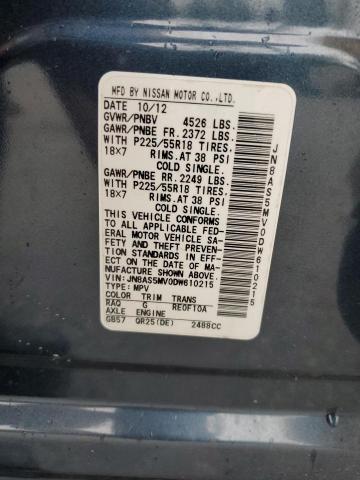 MFD BY NISSAN MOTOR CO.,LTD.
DATE 10/12
GVWR/PNBV 4526 LBS.
GAWR/PNBE FR. 2372 LBS.
WITH P225/55R18 TIRES.
18×7 RIMS.AT 38 PSI
COLD SINGLE.
GAWR/PNBE RR. 2249 LBS.
WITH P225/55R18 TIRES.
18×7 RIMS.AT 38 PSI
COLD SINGLE.
THIS VEHICLE CONFORMS
TO ALL APPLICABLE FED-
ERAL MOTOR VEHICLE SA-
FETY AND THEFT PREVEN-
TION STANDARDS IN EFF-
ECT ON THE DATE OF MA-
NUFACTURE SHOWN ABOVE.
VIN: JN8AS5MV0DW610215
TYPE: MPV
COLOR TRIM TRANS
RAQ G RE0F10A
AXLE ENGINE
GB57 QR25(DE) 2488CC
JN8AS5MV0DW610215